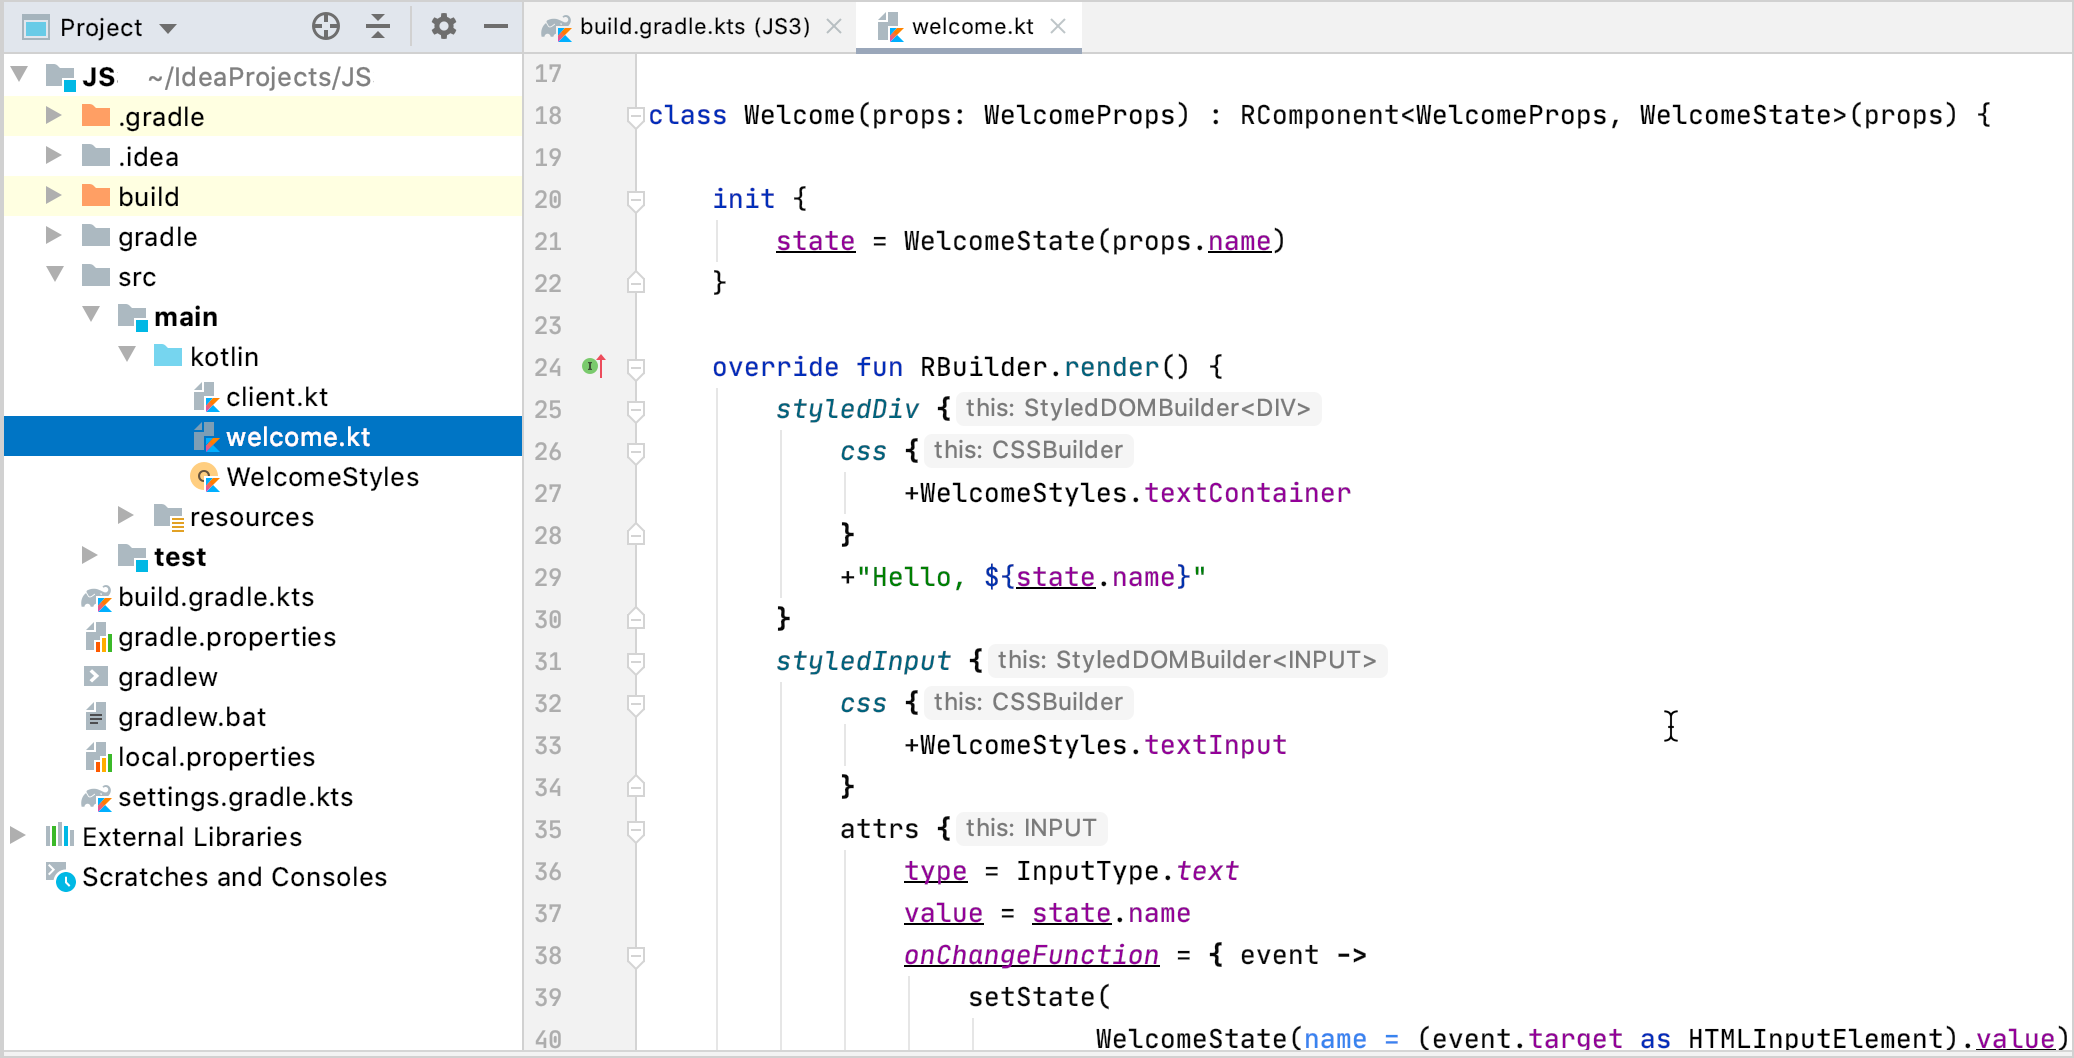 Project
JS ~/IdeaProjects/JS
.gradle
.idea
build
gradle
src
main
kotlin
client.kt
welcome.kt
WelcomeStyles
resources
test
build.gradle.kts
gradle.properties
gradlew
gradlew.bat
local.properties
settings.gradle.kts
External Libraries
Scratches and Consoles
build.gradle.kts (JS3)
welcome.kt
17
18 class Welcome(props: WelcomeProps) : RComponent<WelcomeProps, WelcomeState>(props) {
19
20 init {
21 state = WelcomeState(props.name)
22 }
23
24 override fun RBuilder.render() {
25 styledDiv { this: StyledDOMBuilder<DIV>
26 css { this: CSSBuilder
27 +WelcomeStyles.textContainer
28 }
29 +"Hello, ${state.name}"
30 }
31 styledInput { this: StyledDOMBuilder<INPUT>
32 css { this: CSSBuilder
33 +WelcomeStyles.textInput
34 }
35 attrs { this: INPUT
36 type = InputType.text
37 value = state.name
38 onChangeFunction = { event ->
39 setState(
40 WelcomeState(name = (event.target as HTMLInputElement).value)